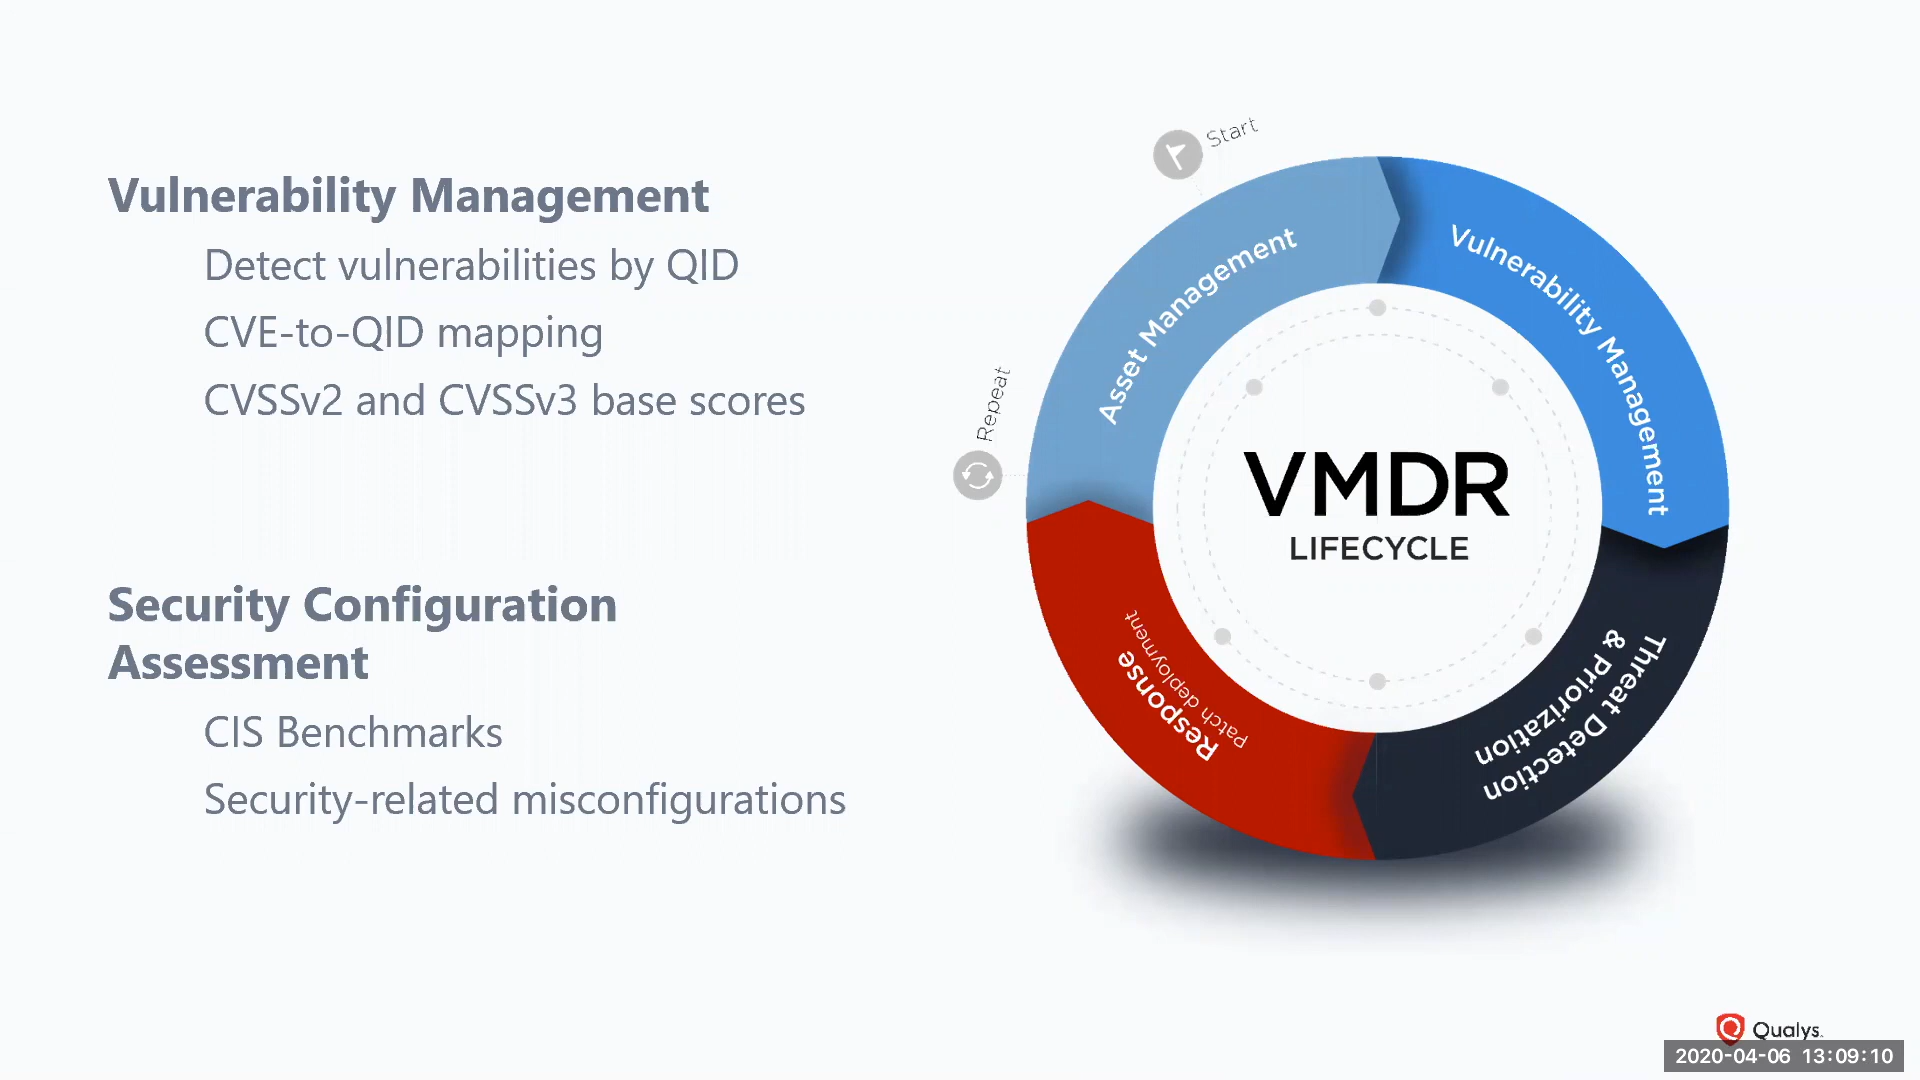 Vulnerability Management
Detect vulnerabilities by QID
CVE-to-QID mapping
CVSSv2 and CVSSv3 base scores
Security Configuration
Assessment
CIS Benchmarks
Security-related misconfigurations
Start
Repeat
Asset Management
Vulnerability Management
Threat Detection
& Prioritization
Response
Patch deployment
VMDR
LIFECYCLE
Qualys.
2020-04-06 13:09:10